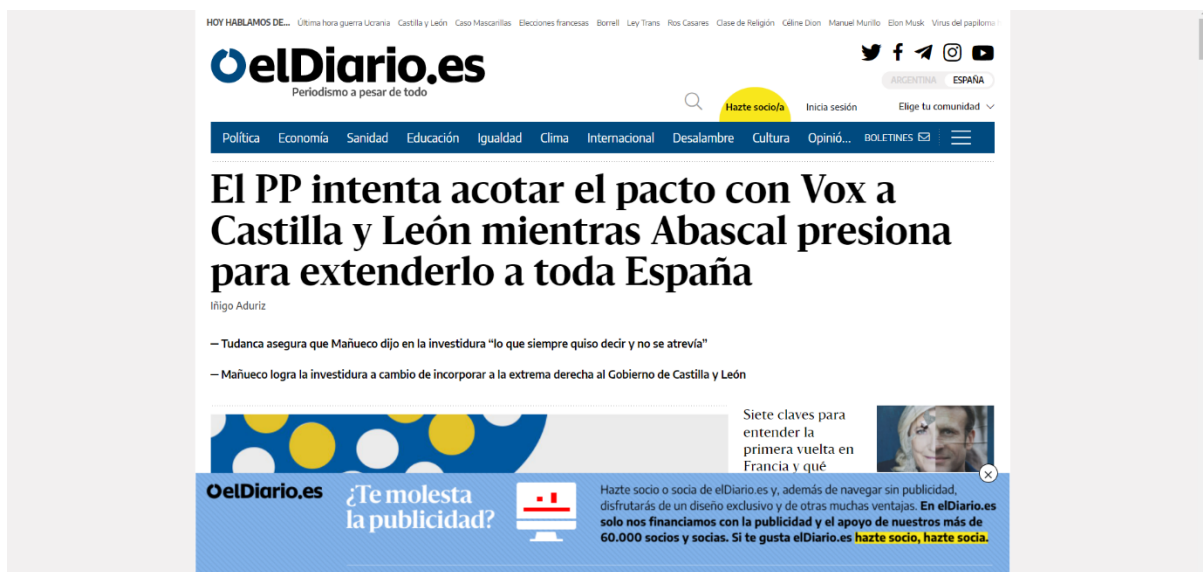 HOY HABLAMOS DE... Última hora guerra Ucrania Castilla y León Caso Mascarillas Elecciones francesas Borrell Ley Trans Ros Casares Clase de Religión Céline Dion Manuel Murillo Elon Musk Virus del papiloma
elDiario.es
Periodismo a pesar de todo
ARGENTINA ESPAÑA
Hazte socio/a Inicia sesión Elige tu comunidad
Política Economía Sanidad Educación Igualdad Clima Internacional Desalambre Cultura Opinió... BOLETINES
El PP intenta acotar el pacto con Vox a
Castilla y León mientras Abascal presiona
para extenderlo a toda España
Iñigo Aduriz
— Tudanca asegura que Mañueco dijo en la investidura “lo que siempre quiso decir y no se atrevía”
— Mañueco logra la investidura a cambio de incorporar a la extrema derecha al Gobierno de Castilla y León
Siete claves para
entender la
primera vuelta en
Francia y qué
elDiario.es
¿Te molesta
la publicidad?
Hazte socio o socia de elDiario.es y, además de navegar sin publicidad,
disfrutarás de un diseño exclusivo y de otras muchas ventajas. En elDiario.es
solo nos financiamos con la publicidad y el apoyo de nuestros más de
60.000 socios y socias. Si te gusta elDiario.es hazte socio, hazte socia.